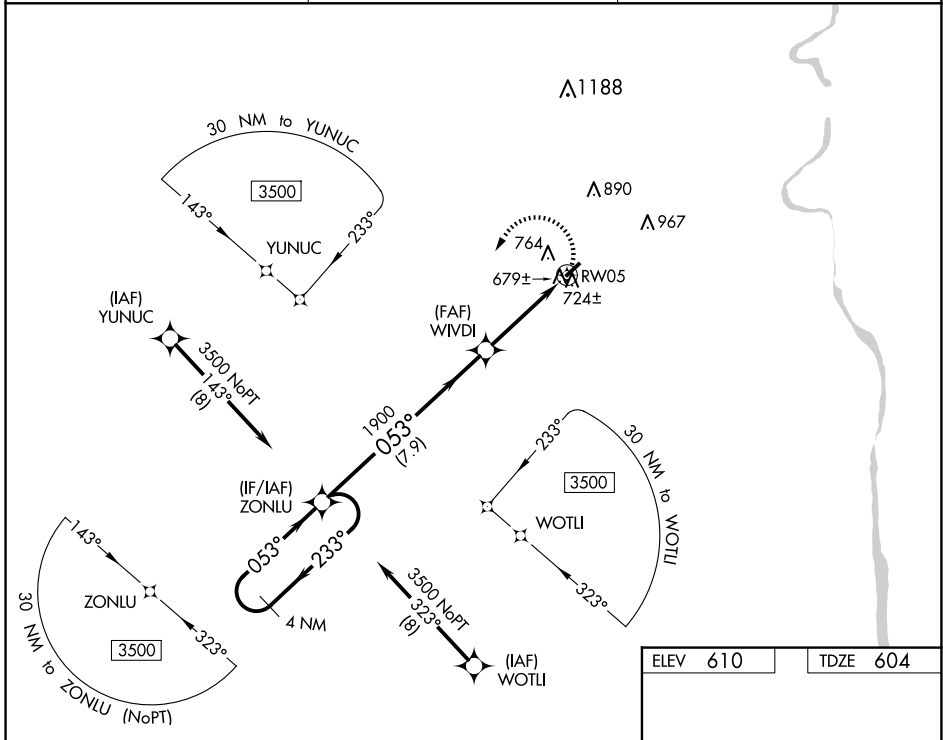 1188
30 NM to YUNUC
3500
890
143°
233°
967
YUNUC
764
679±
RW05
724±
(IAF)
YUNUC
(FAF)
WIVDI
3500 NoPT
143°
(8)
1900
053°
(7.9)
233°
30 NM to WOTLI
3500
(IF/IAF)
ZONLU
WOTLI
143°
053°
233°
323°
ZONLU
3500 NoPT
323°
(8)
4 NM
323°
3500
30 NM to ZONLU (NoPT)
(IAF)
WOTLI
ELEV 610
TDZE 604